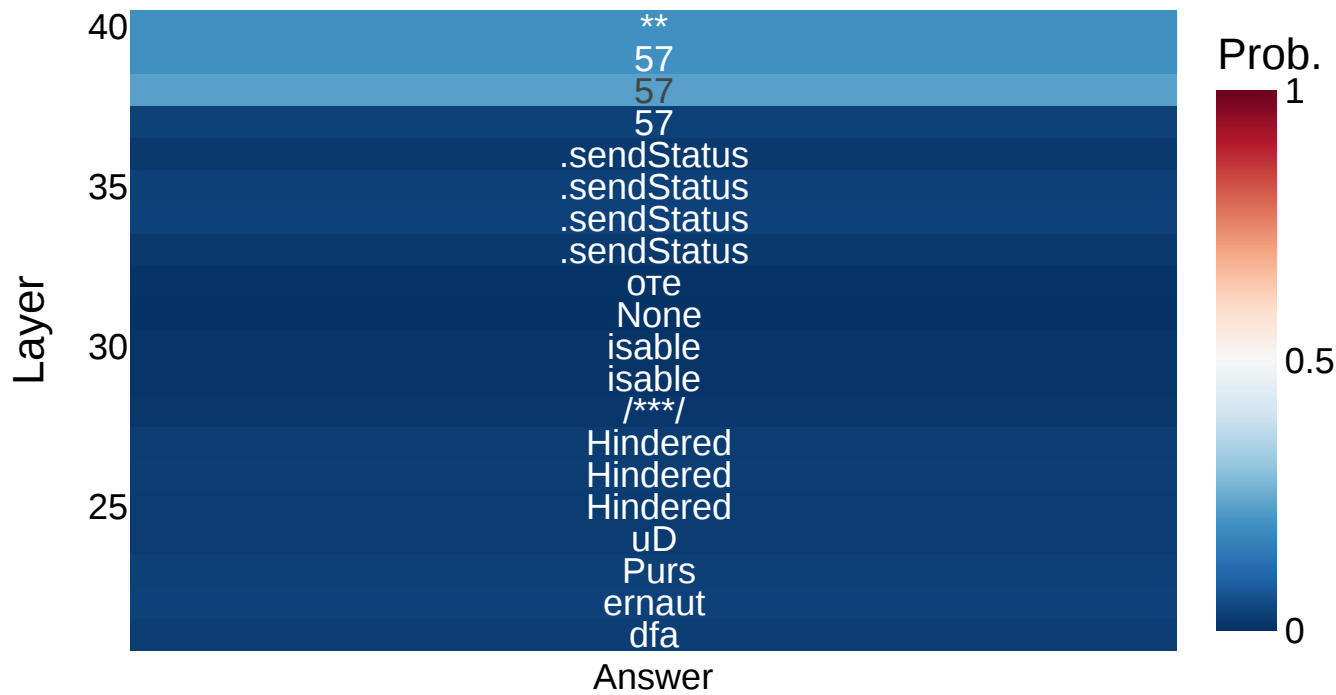 40
**
57
57
57
.sendStatus
35
.sendStatus
.sendStatus
.sendStatus
оте
None
30
isable
isable
/***/
Hindered
Hindered
25
Hindered
uD
Purs
ernaut
dfa
Layer
Answer
Prob.
1
0.5
0